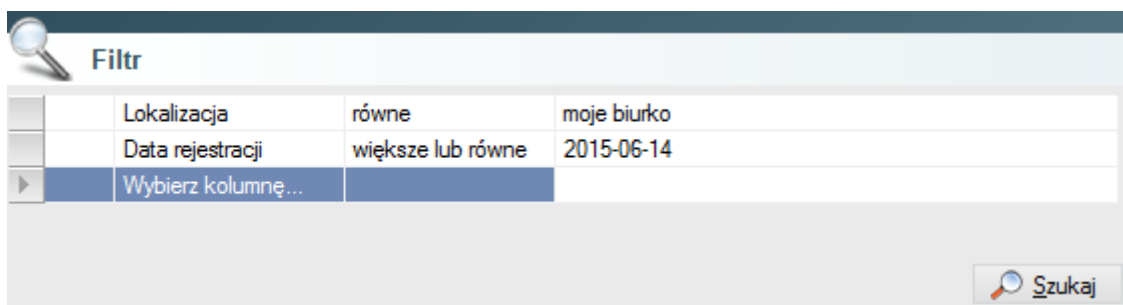 Filtr
Lokalizacja równe moje biurko
Data rejestracji większe lub równe 2015-06-14
Wybierz kolumnę...
Szukaj